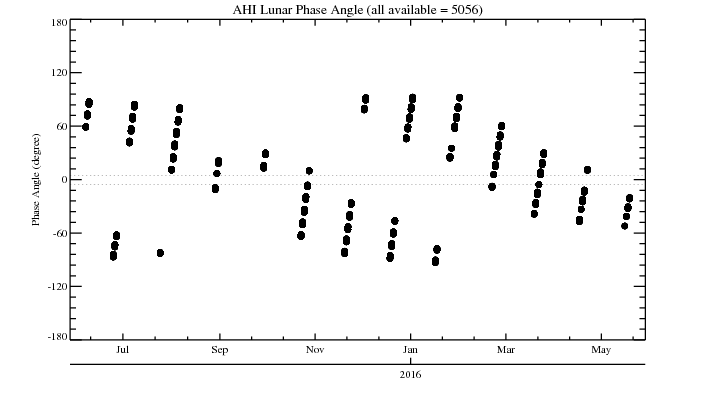 AHI Lunar Phase Angle (all available = 5056)
Phase Angle (degree)
180
120
60
0
-60
-120
-180
Jul Sep Nov Jan Mar May
2016